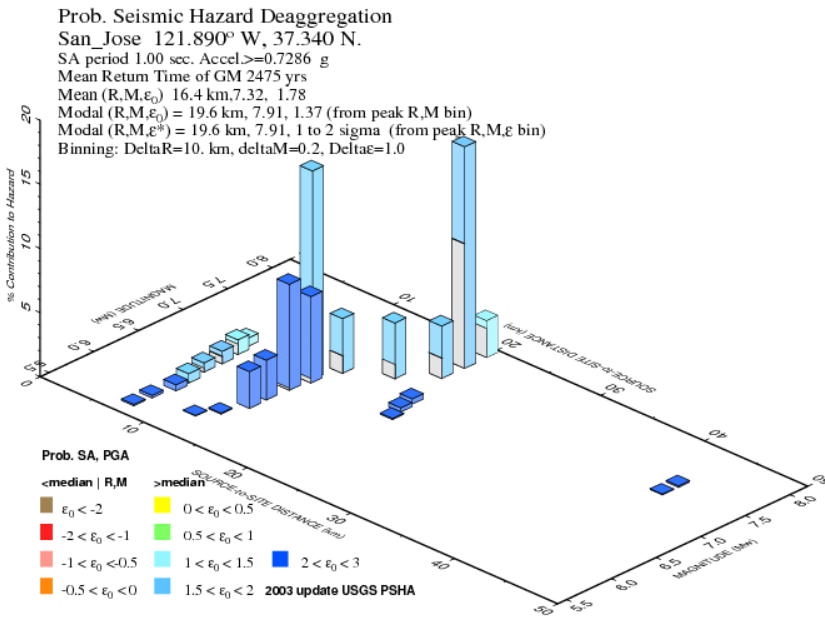 Prob. Seismic Hazard Deaggregation
San_Jose 121.890° W, 37.340 N.
SA period 1.00 sec. Accel.>=0.7286 g
Mean Return Time of GM 2475 yrs
Mean (R,M,ε₀) 16.4 km,7.32, 1.78
Modal (R,M,ε₀) = 19.6 km, 7.91, 1.37 (from peak R,M bin)
Modal (R,M,ε*) = 19.6 km, 7.91, 1 to 2 sigma (from peak R,M,ε bin)
Binning: DeltaR=10. km, deltaM=0.2, Deltaε=1.0
% Contribution to Hazard
0
5
10
15
20
MAGNITUDE (Mw)
5.5
6.0
6.5
7.0
7.5
8.0
SOURCE-to-SITE DISTANCE (km)
10
20
30
40
SOURCE-to-SITE DISTANCE (km)
10
20
30
40
50
MAGNITUDE (Mw)
5.5
6.0
6.5
7.0
7.5
8.0
Prob. SA, PGA
<median | R,M >median
ε₀ < -2 0 < ε₀ < 0.5
-2 < ε₀ < -1 0.5 < ε₀ < 1
-1 < ε₀ <-0.5 1 < ε₀ < 1.5 2 < ε₀ < 3
-0.5 < ε₀ < 0 1.5 < ε₀ < 2 2003 update USGS PSHA